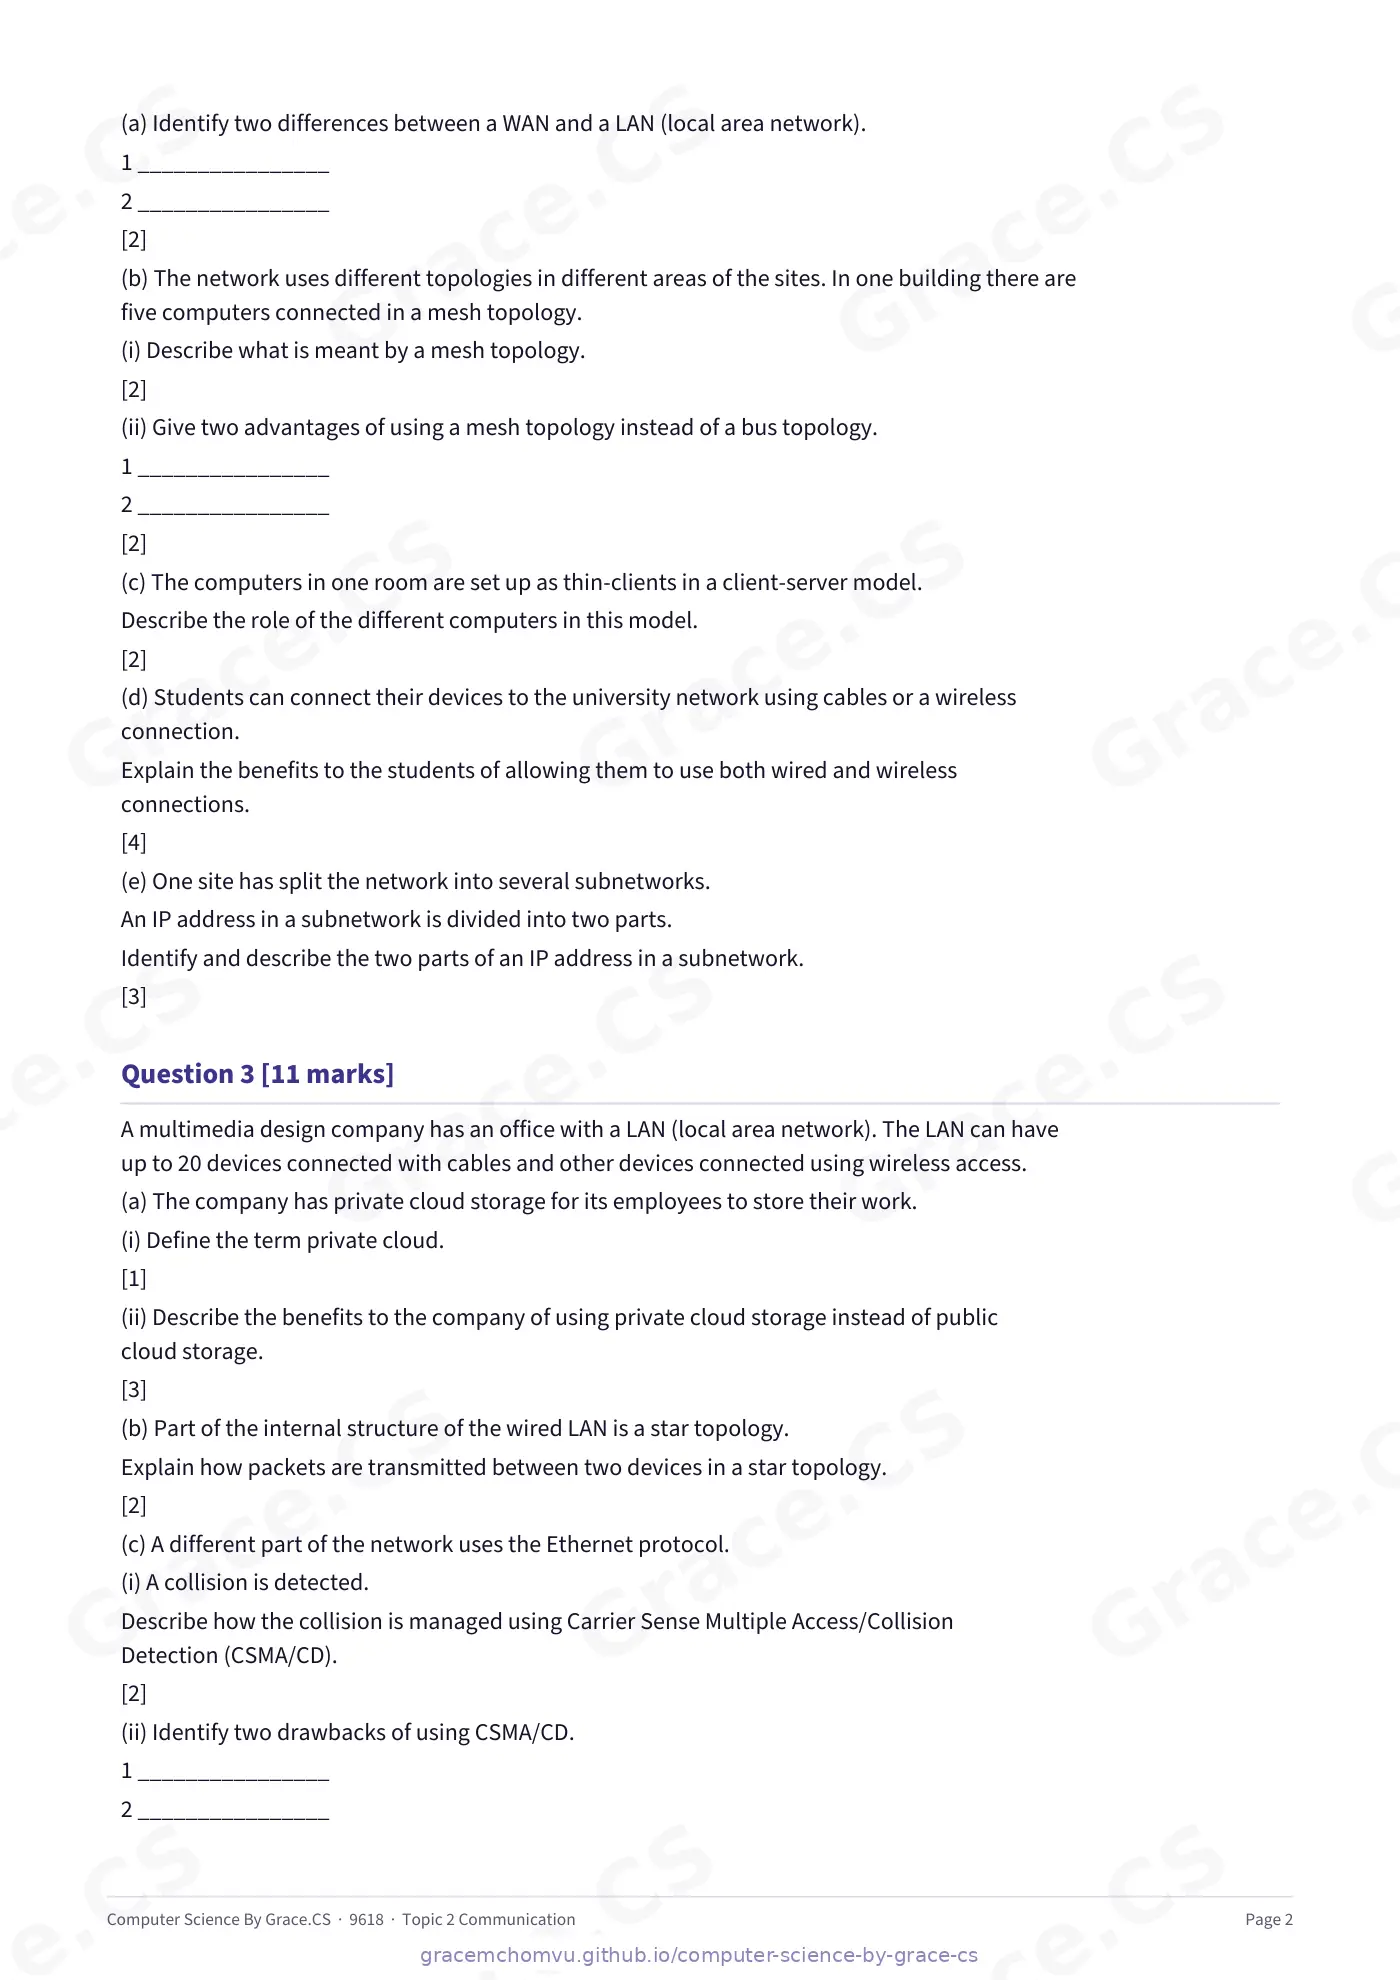 (a) Identify two differences between a WAN and a LAN (local area network).
1 ________________
2 ________________
[2]
(b) The network uses different topologies in different areas of the sites. In one building there are
five computers connected in a mesh topology.
(i) Describe what is meant by a mesh topology.
[2]
(ii) Give two advantages of using a mesh topology instead of a bus topology.
1 ________________
2 ________________
[2]
(c) The computers in one room are set up as thin-clients in a client-server model.
Describe the role of the different computers in this model.
[2]
(d) Students can connect their devices to the university network using cables or a wireless
connection.
Explain the benefits to the students of allowing them to use both wired and wireless
connections.
[4]
(e) One site has split the network into several subnetworks.
An IP address in a subnetwork is divided into two parts.
Identify and describe the two parts of an IP address in a subnetwork.
[3]
Question 3 [11 marks]
A multimedia design company has an office with a LAN (local area network). The LAN can have
up to 20 devices connected with cables and other devices connected using wireless access.
(a) The company has private cloud storage for its employees to store their work.
(i) Define the term private cloud.
[1]
(ii) Describe the benefits to the company of using private cloud storage instead of public
cloud storage.
[3]
(b) Part of the internal structure of the wired LAN is a star topology.
Explain how packets are transmitted between two devices in a star topology.
[2]
(c) A different part of the network uses the Ethernet protocol.
(i) A collision is detected.
Describe how the collision is managed using Carrier Sense Multiple Access/Collision
Detection (CSMA/CD).
[2]
(ii) Identify two drawbacks of using CSMA/CD.
1 ________________
2 ________________
Computer Science By Grace.CS · 9618 · Topic 2 Communication
Page 2
gracemchomvu.github.io/computer-science-by-grace-cs